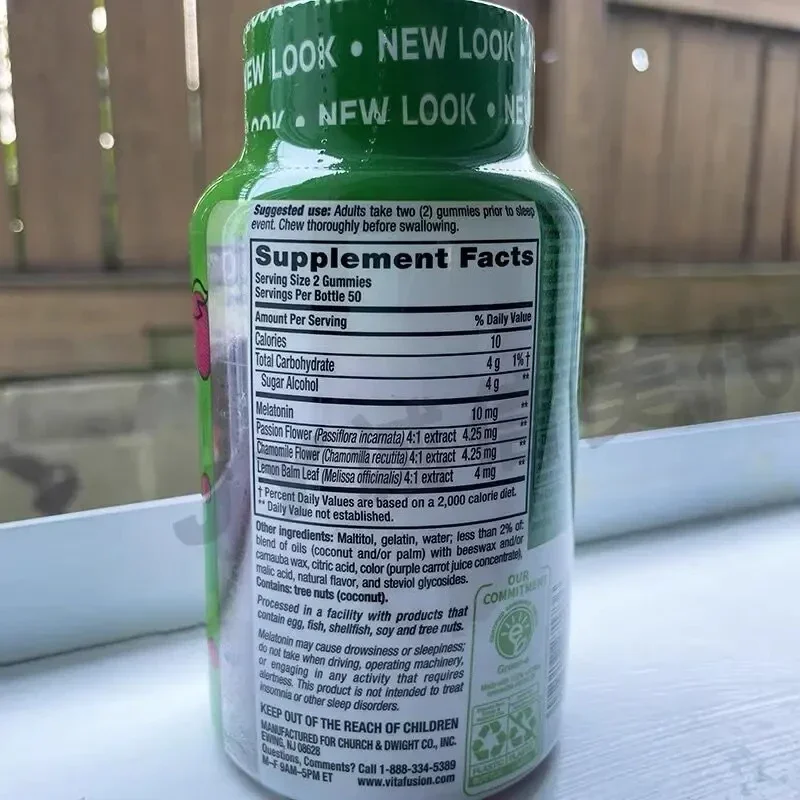 NEW LOOK
EW LOOK • NEW LOOK •
LOOK • NEW LOOK • NE
Suggested use: Adults take two (2) gummies prior to sleep
event. Chew thoroughly before swallowing.
Supplement Facts
Serving Size 2 Gummies
Servings Per Bottle 50
Amount Per Serving % Daily Value
Calories 10
Total Carbohydrate 4 g 1%†
Sugar Alcohol 4 g **
Melatonin 10 mg **
Passion Flower (Passiflora incarnata) 4:1 extract 4.25 mg **
Chamomile Flower (Chamomilla recutita) 4:1 extract 4.25 mg **
Lemon Balm Leaf (Melissa officinalis) 4:1 extract 4 mg **
† Percent Daily Values are based on a 2,000 calorie diet.
** Daily Value not established.
Other ingredients: Maltitol, gelatin, water; less than 2% of:
blend of oils (coconut and/or palm) with beeswax and/or
carnauba wax, citric acid, color (purple carrot juice concentrate),
malic acid, natural flavor, and steviol glycosides.
Contains: tree nuts (coconut).
Processed in a facility with products that
contain egg, fish, shellfish, soy and tree nuts.
Melatonin may cause drowsiness or sleepiness;
do not take when driving, operating machinery,
or engaging in any activity that requires
alertness. This product is not intended to treat
insomnia or other sleep disorders.
KEEP OUT OF THE REACH OF CHILDREN
MANUFACTURED FOR CHURCH & DWIGHT CO., INC.
EWING, NJ 08628
Questions, Comments? Call 1-888-334-5389
M–F 9AM–5PM ET www.vitafusion.com
OUR
COMMITMENT